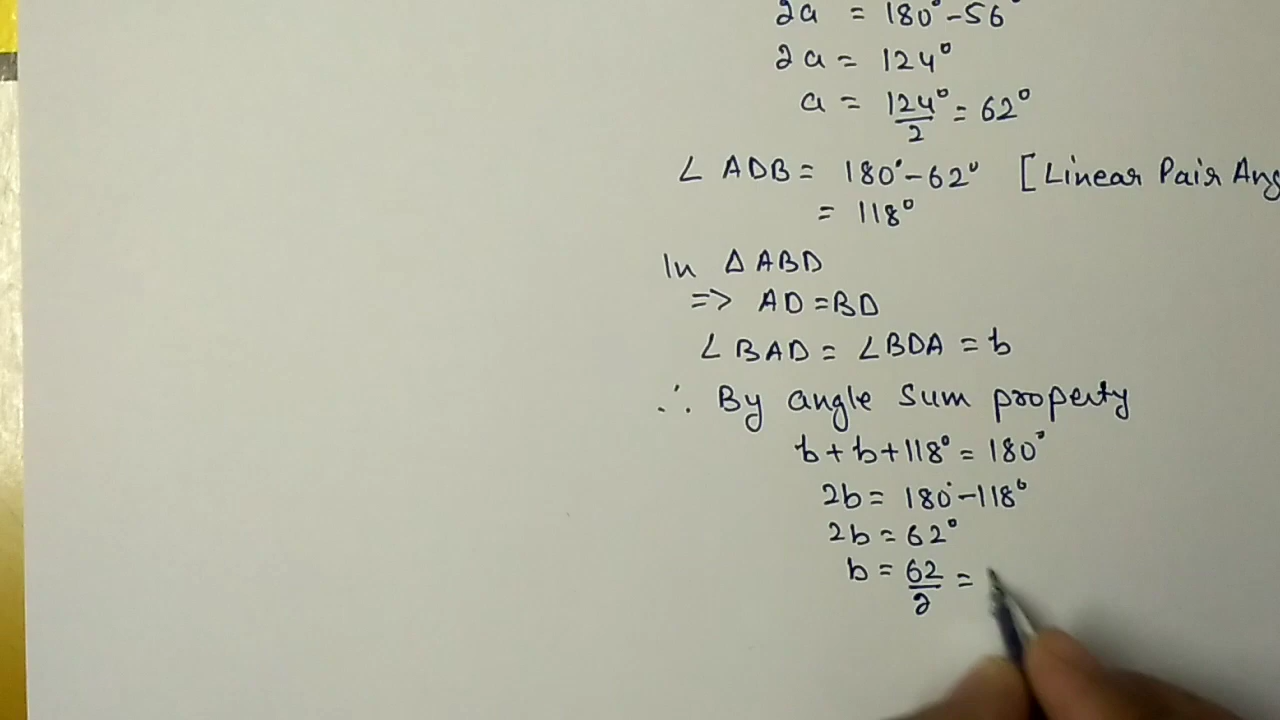 2a = 180° - 56°
2a = 124°
a = 124°/2 = 62°
∠ ADB = 180° - 62° [Linear Pair Ang
= 118°
In △ ABD
=> AD = BD
∠ BAD = ∠ BDA = b
∴ By angle sum property
b + b + 118° = 180°
2b = 180° - 118°
2b = 62°
b = 62/2 =